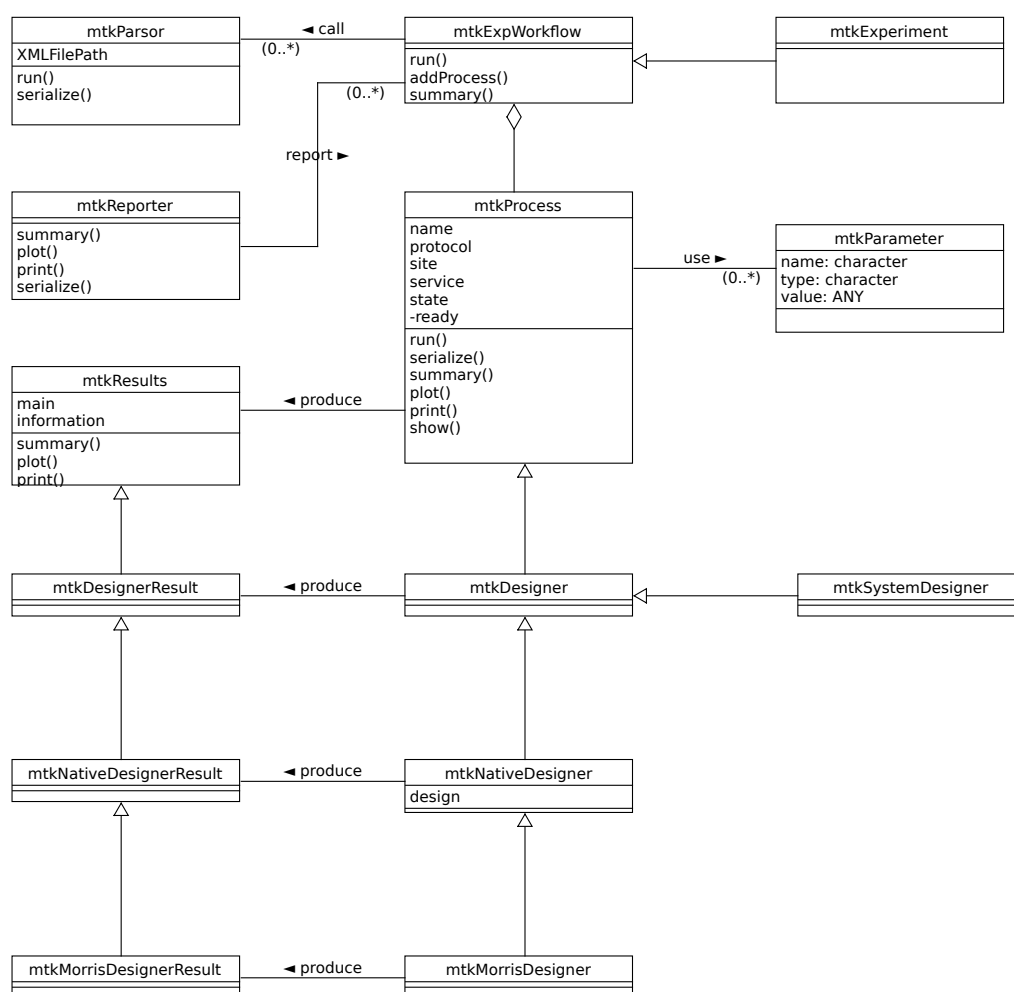 mtkParsor
XMLFilePath
run()
serialize()
◄ call
(0..*)
mtkExpWorkflow
run()
addProcess()
summary()
mtkExperiment
(0..*)
report ►
mtkReporter
summary()
plot()
print()
serialize()
mtkProcess
name
protocol
site
service
state
-ready
run()
serialize()
summary()
plot()
print()
show()
use ►
(0..*)
mtkParameter
name: character
type: character
value: ANY
mtkResults
main
information
summary()
plot()
print()
◄ produce
mtkDesignerResult
◄ produce
mtkDesigner
mtkSystemDesigner
mtkNativeDesignerResult
◄ produce
mtkNativeDesigner
design
mtkMorrisDesignerResult
◄ produce
mtkMorrisDesigner